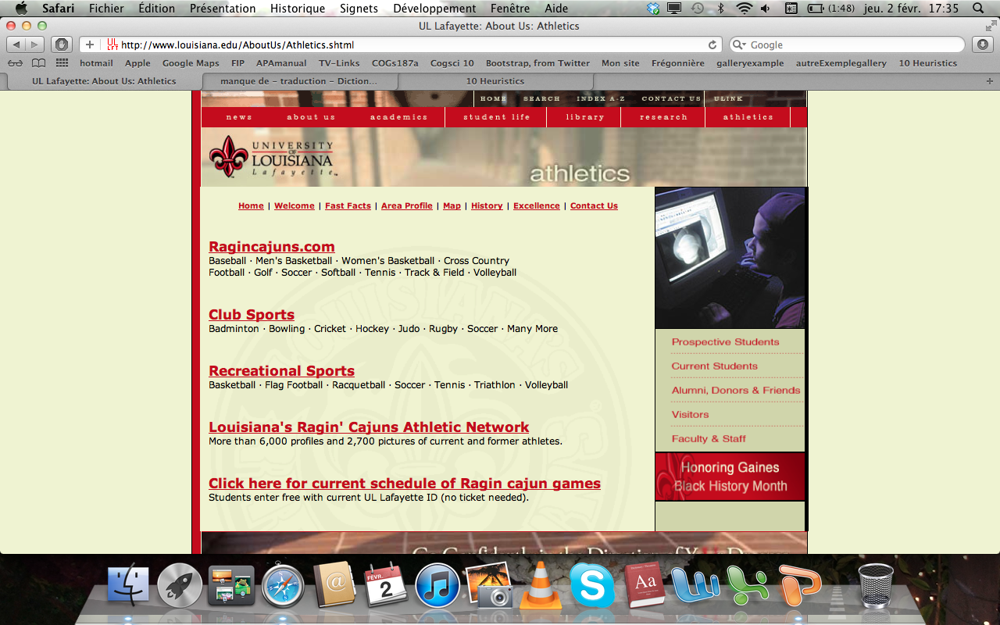 Safari Fichier Édition Présentation Historique Signets Développement Fenêtre Aide (1:48) jeu. 2 févr. 17:35
UL Lafayette: About Us: Athletics
UL LFT http://www.louisiana.edu/AboutUs/Athletics.shtml Google
hotmail Apple Google Maps FIP APAmanual TV-Links COGs187a Cogsci 10 Bootstrap, from Twitter Mon site Frégonnière galleryexample autreExemplegallery 10 Heuristics
UL Lafayette: About Us: Athletics manque de – traduction – Diction... 10 Heuristics
HOME SEARCH INDEX A-Z CONTACT US ULINK
news about us academics student life library research athletics
UNIVERSITY
OF
LOUISIANA
Lafayette™
athletics
Home | Welcome | Fast Facts | Area Profile | Map | History | Excellence | Contact Us
Ragincajuns.com
Baseball · Men's Basketball · Women's Basketball · Cross Country
Football · Golf · Soccer · Softball · Tennis · Track & Field · Volleyball
Club Sports
Badminton · Bowling · Cricket · Hockey · Judo · Rugby · Soccer · Many More
Recreational Sports
Basketball · Flag Football · Racquetball · Soccer · Tennis · Triathlon · Volleyball
Louisiana's Ragin' Cajuns Athletic Network
More than 6,000 profiles and 2,700 pictures of current and former athletes.
Click here for current schedule of Ragin cajun games
Students enter free with current UL Lafayette ID (no ticket needed).
Prospective Students
Current Students
Alumni, Donors & Friends
Visitors
Faculty & Staff
Honoring Gaines
Black History Month
FÉVR.
2
Aa